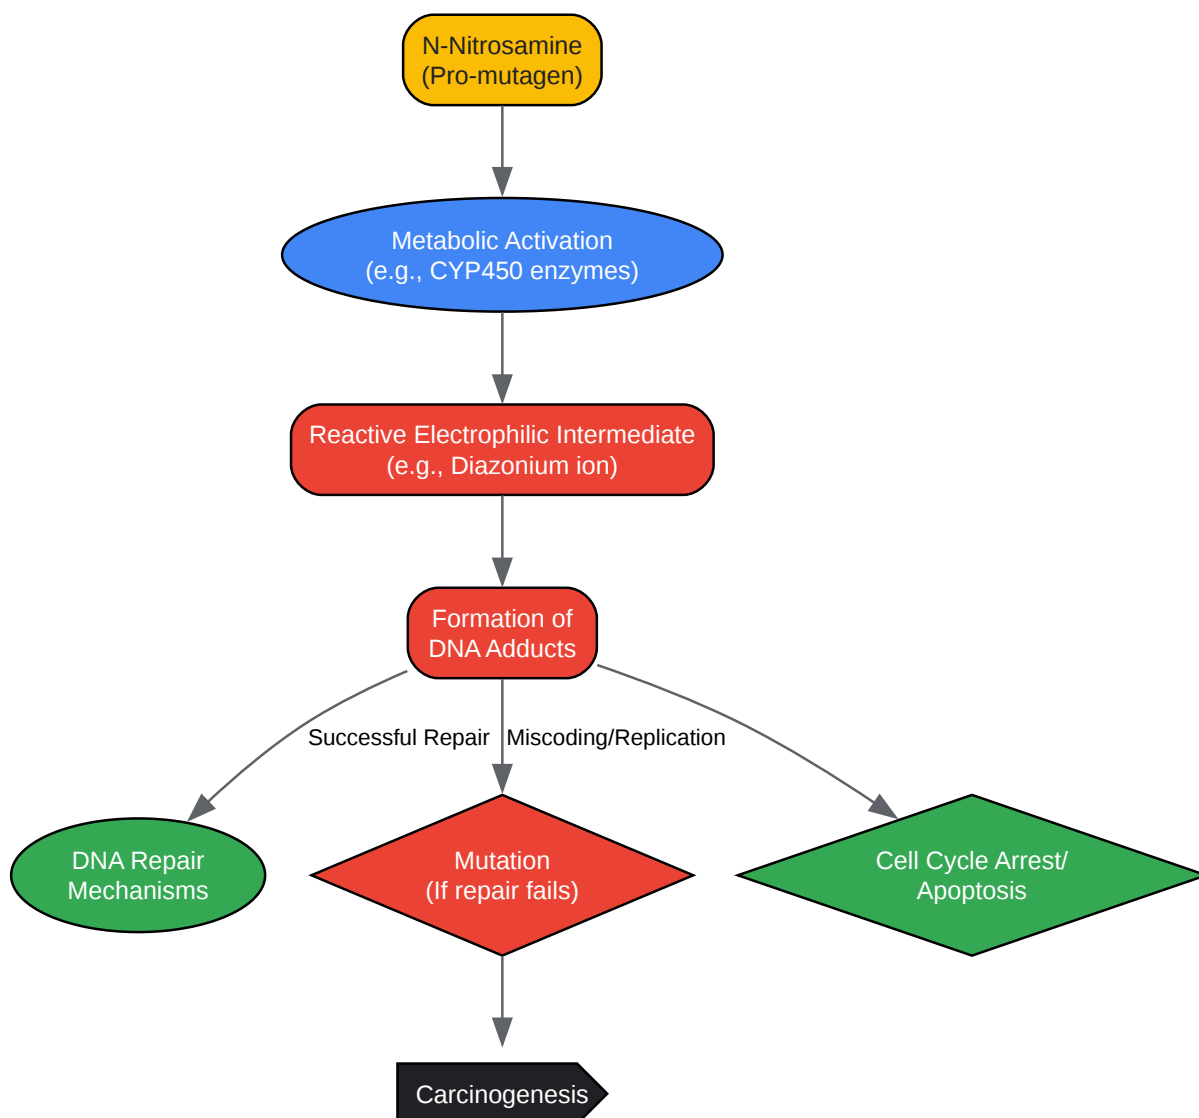 N-Nitrosamine
(Pro-mutagen)
Metabolic Activation
(e.g., CYP450 enzymes)
Reactive Electrophilic Intermediate
(e.g., Diazonium ion)
Formation of
DNA Adducts
Successful Repair
Miscoding/Replication
DNA Repair
Mechanisms
Mutation
(If repair fails)
Cell Cycle Arrest/
Apoptosis
Carcinogenesis